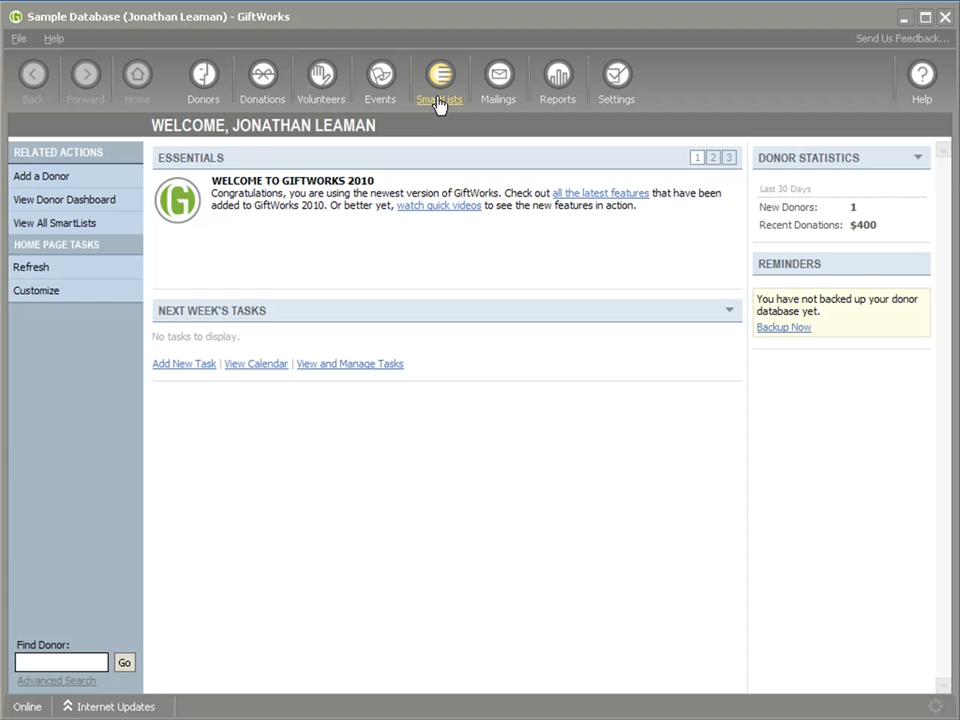 Sample Database (Jonathan Leaman) - GiftWorks
File Help Send Us Feedback...
Back Forward Home Donors Donations Volunteers Events SmartLists Mailings Reports Settings Help
WELCOME, JONATHAN LEAMAN
RELATED ACTIONS
Add a Donor
View Donor Dashboard
View All SmartLists
HOME PAGE TASKS
Refresh
Customize
ESSENTIALS 1 2 3
WELCOME TO GIFTWORKS 2010
Congratulations, you are using the newest version of GiftWorks. Check out all the latest features that have been
added to GiftWorks 2010. Or better yet, watch quick videos to see the new features in action.
NEXT WEEK'S TASKS
No tasks to display.
Add New Task | View Calendar | View and Manage Tasks
DONOR STATISTICS
Last 30 Days
New Donors: 1
Recent Donations: $400
REMINDERS
You have not backed up your donor
database yet.
Backup Now
Find Donor:
Go
Advanced Search
Online Internet Updates